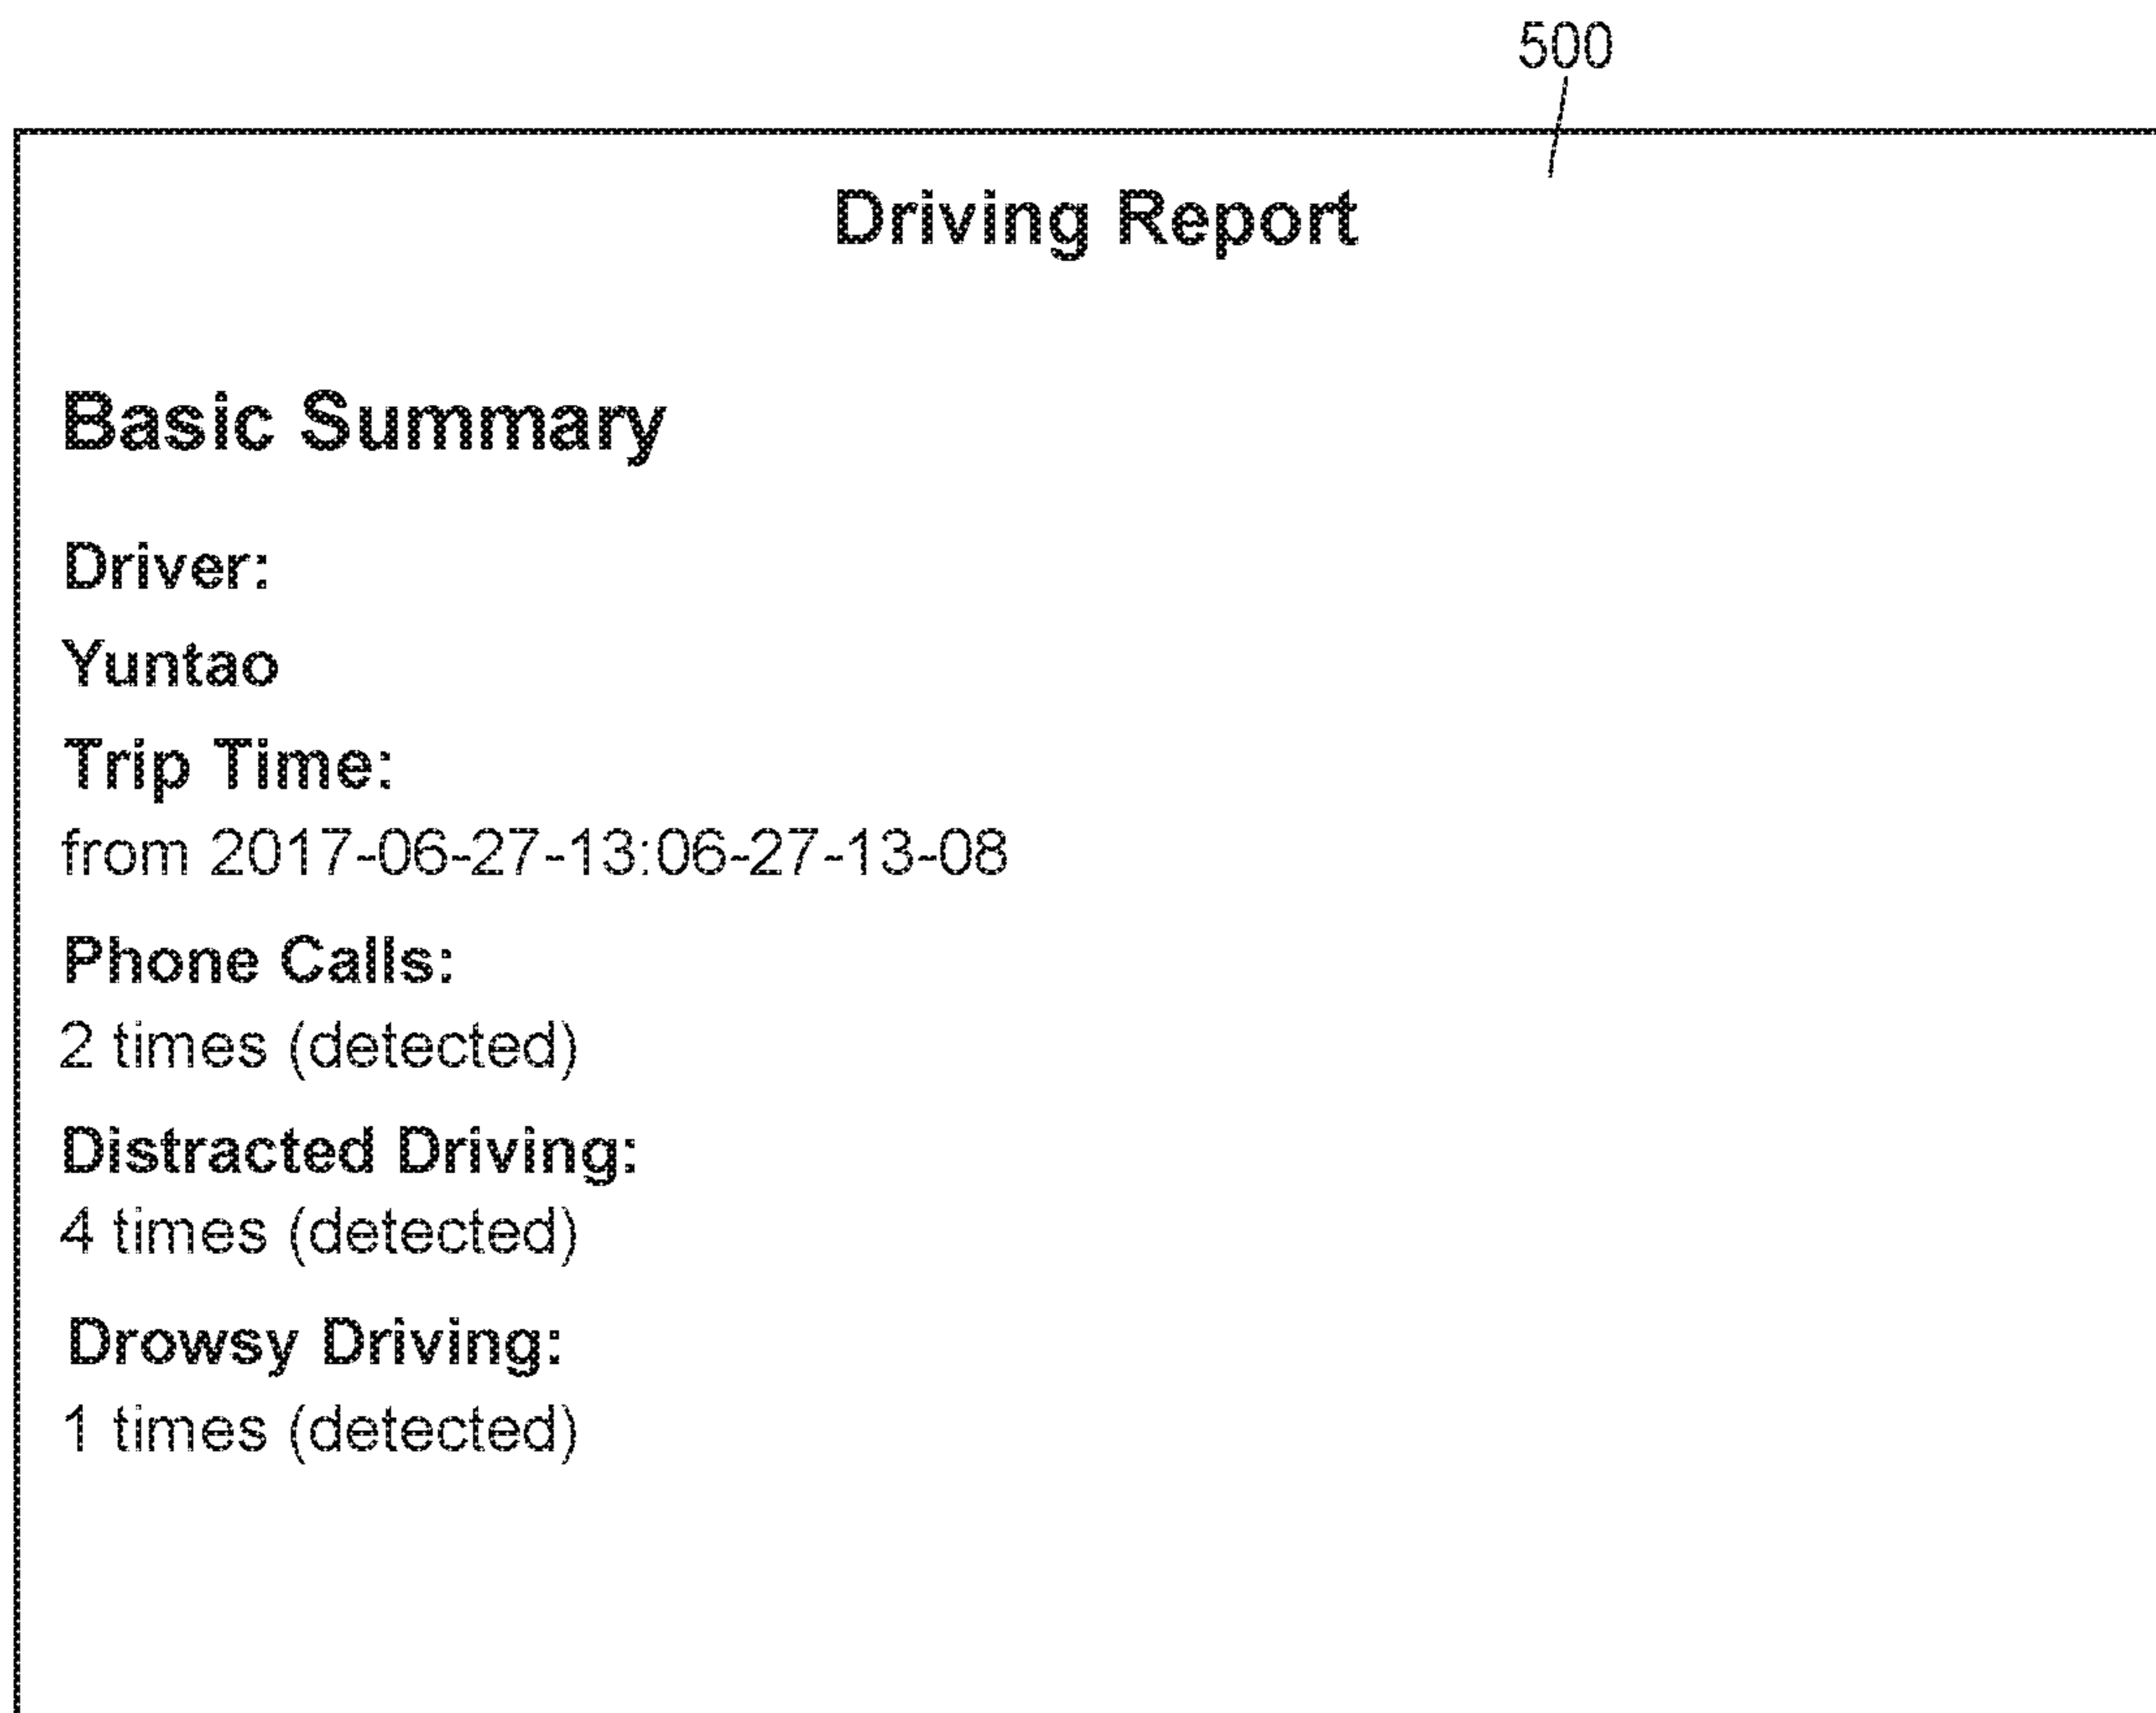 500
Driving Report
Basic Summary
Driver:
Yuntao
Trip Time:
from 2017-06-27-13:06-27-13-08
Phone Calls:
2 times (detected)
Distracted Driving:
4 times (detected)
Drowsy Driving:
1 times (detected)